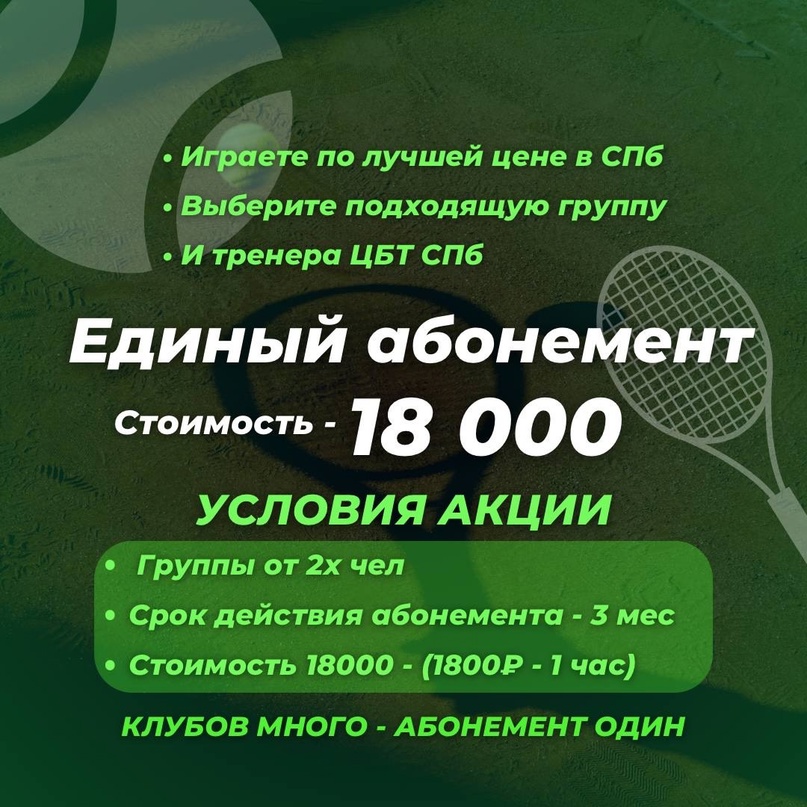 • Играете по лучшей цене в СПб
• Выберите подходящую группу
• И тренера ЦБТ СПб
Единый абонемент
Стоимость - 18 000
УСЛОВИЯ АКЦИИ
• Группы от 2х чел
• Срок действия абонемента - 3 мес
• Стоимость 18000 - (1800₽ - 1 час)
КЛУБОВ МНОГО - АБОНЕМЕНТ ОДИН